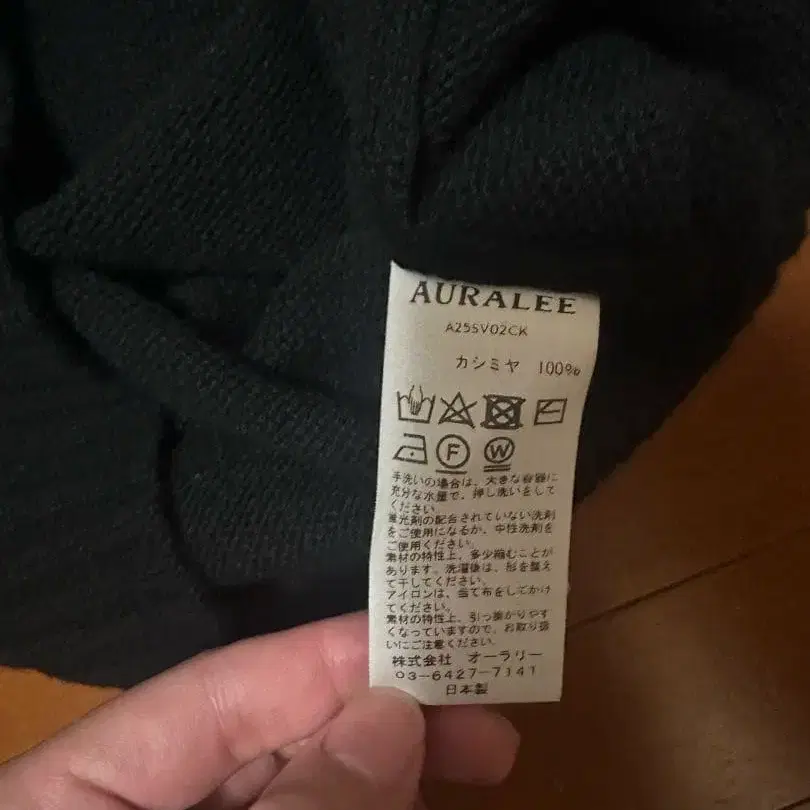 AURALEE
A25SV02CK
カシミヤ 100%
F W
手洗いの場合は、大きな容器に
充分な水量で、押し洗いをして
ください。
蛍光剤の配合されていない洗剤
をご使用になるか、中性洗剤を
ご使用ください。
素材の特性上、多少縮むことが
あります。洗濯後は、形を整え
て干してください。
アイロンは、当て布をしてかけ
てください。
素材の特性上、引っ掛かりやす
くなっていますので、お取り扱
いにご注意ください。
株式会社 オーラリー
03-6427-7141
日本製